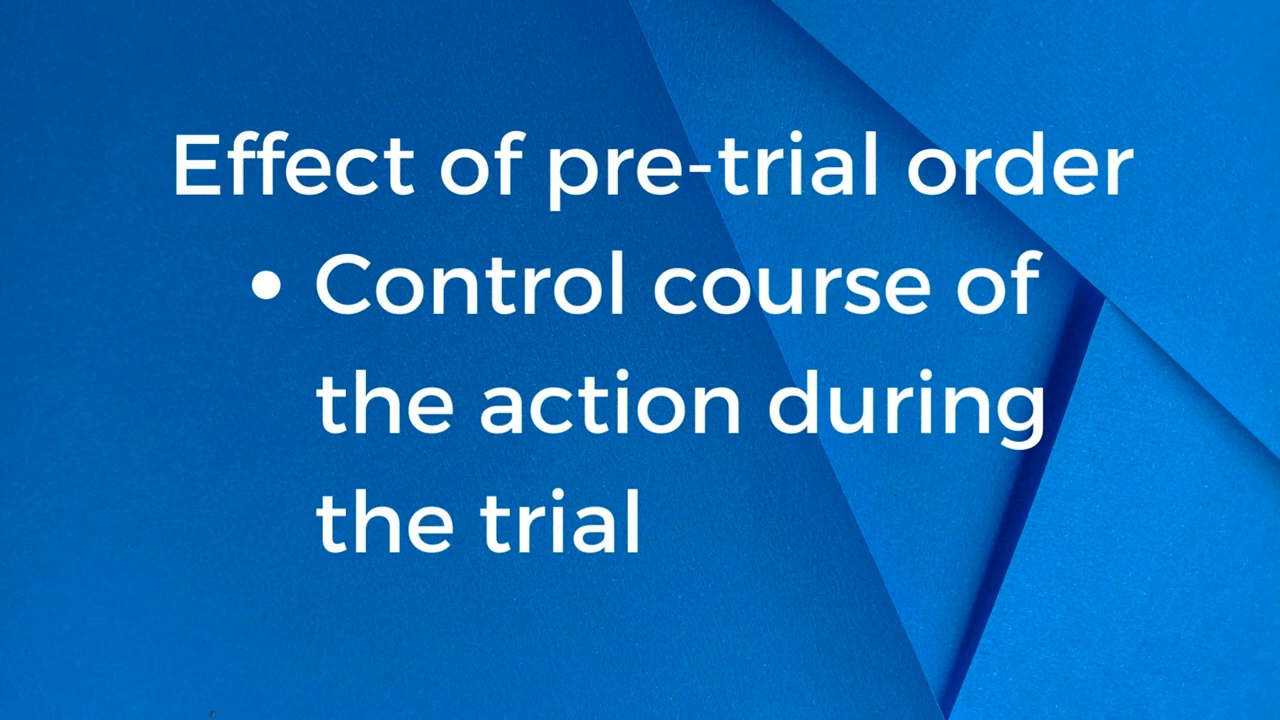 Effect of pre-trial order
• Control course of
the action during
the trial